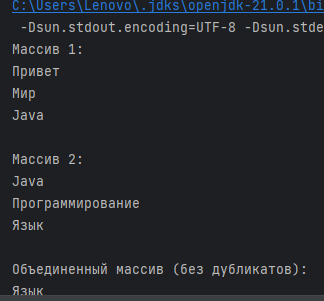 C:\Users\Lenovo\.jdks\openjdk-21.0.1\bi
-Dsun.stdout.encoding=UTF-8 -Dsun.stde
Массив 1:
Привет
Мир
Java
Массив 2:
Java
Программирование
Язык
Объединенный массив (без дубликатов):
Язык